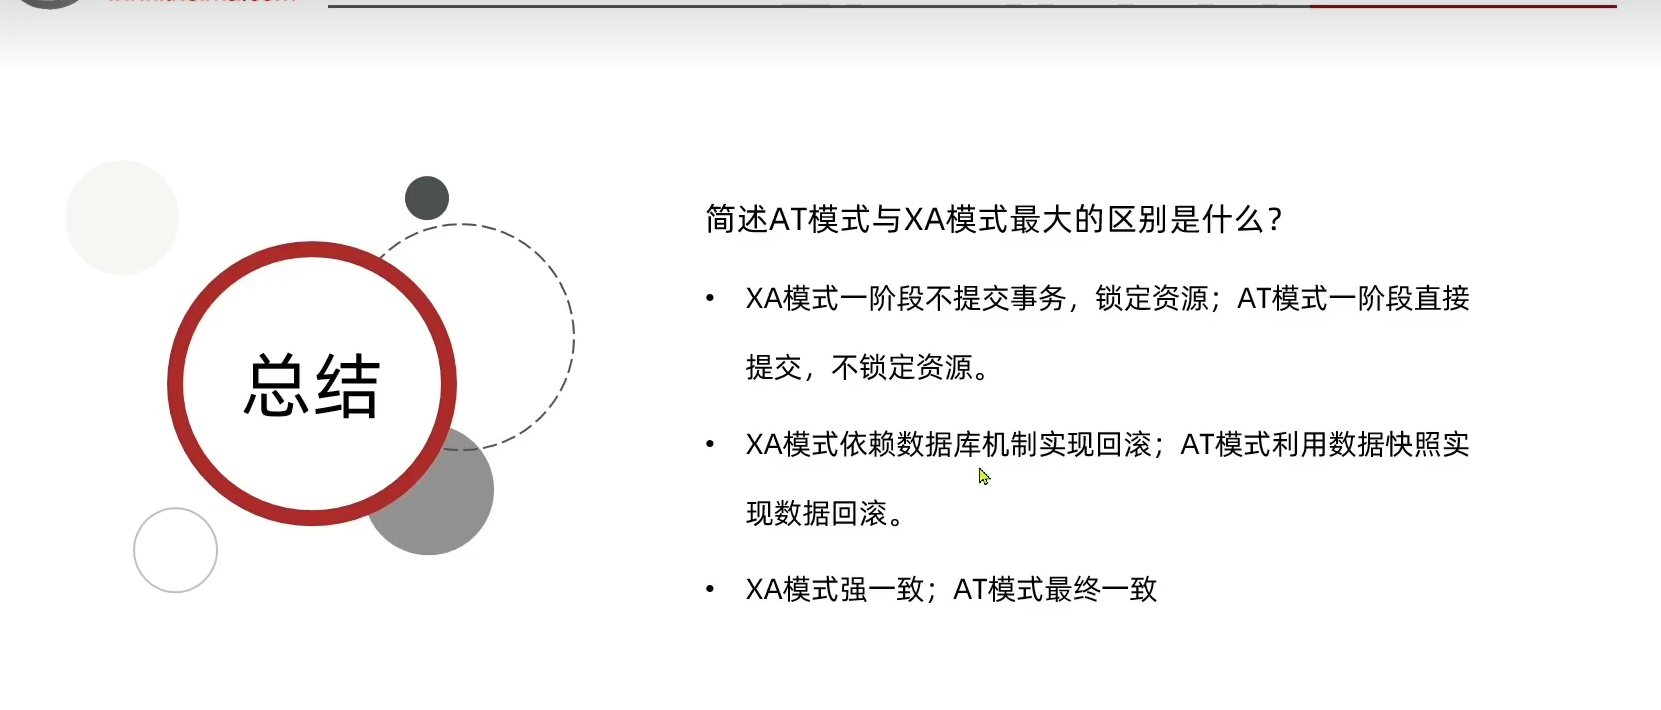 总结
简述AT模式与XA模式最大的区别是什么？
• XA模式一阶段不提交事务，锁定资源；AT模式一阶段直接
提交，不锁定资源。
• XA模式依赖数据库机制实现回滚；AT模式利用数据快照实
现数据回滚。
• XA模式强一致；AT模式最终一致